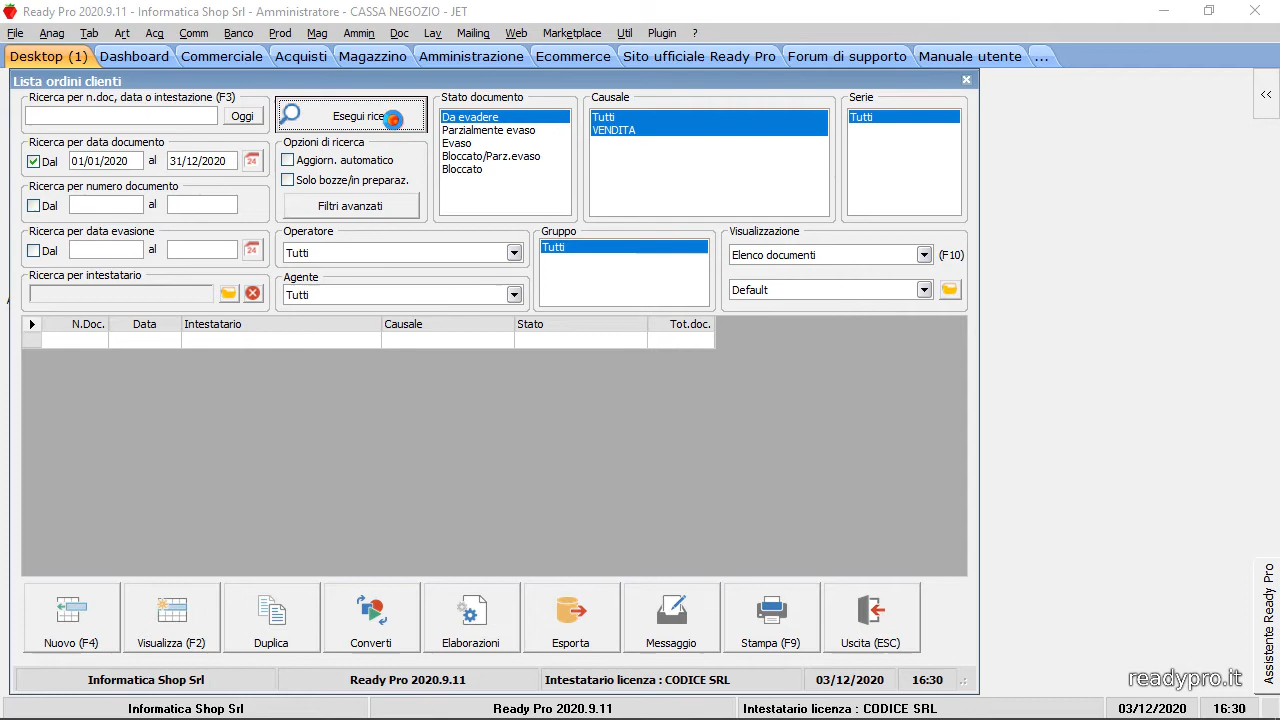 Ready Pro 2020.9.11 - Informatica Shop Srl - Amministratore - CASSA NEGOZIO - JET
File Anag Tab Art Acq Comm Banco Prod Mag Ammin Doc Lav Mailing Web Marketplace Util Plugin ?
Desktop (1) Dashboard Commerciale Acquisti Magazzino Amministrazione Ecommerce Sito ufficiale Ready Pro Forum di supporto Manuale utente ...
Lista ordini clienti
Ricerca per n.doc, data o intestazione (F3)
Oggi
Ricerca per data documento
Dal 01/01/2020 al 31/12/2020
Ricerca per numero documento
Dal al
Ricerca per data evasione
Dal al
Ricerca per intestatario
Esegui
Opzioni di ricerca
Aggiorn. automatico
Solo bozze/in preparaz.
Filtri avanzati
Operatore
Tutti
Agente
Tutti
Stato documento
Da evadere
Parzialmente evaso
Evaso
Bloccato/Parz.evaso
Bloccato
Causale
Tutti
VENDITA
Serie
Tutti
Gruppo
Tutti
Visualizzazione
Elenco documenti (F10)
Default
N.Doc. Data Intestatario Causale Stato Tot.doc.
Nuovo (F4) Visualizza (F2) Duplica Converti Elaborazioni Esporta Messaggio Stampa (F9) Uscita (ESC)
Informatica Shop Srl Ready Pro 2020.9.11 Intestatario licenza : CODICE SRL 03/12/2020 16:30
<<
Assistente Ready Pro
readypro.it
Informatica Shop Srl Ready Pro 2020.9.11 Intestatario licenza : CODICE SRL 03/12/2020 16:30